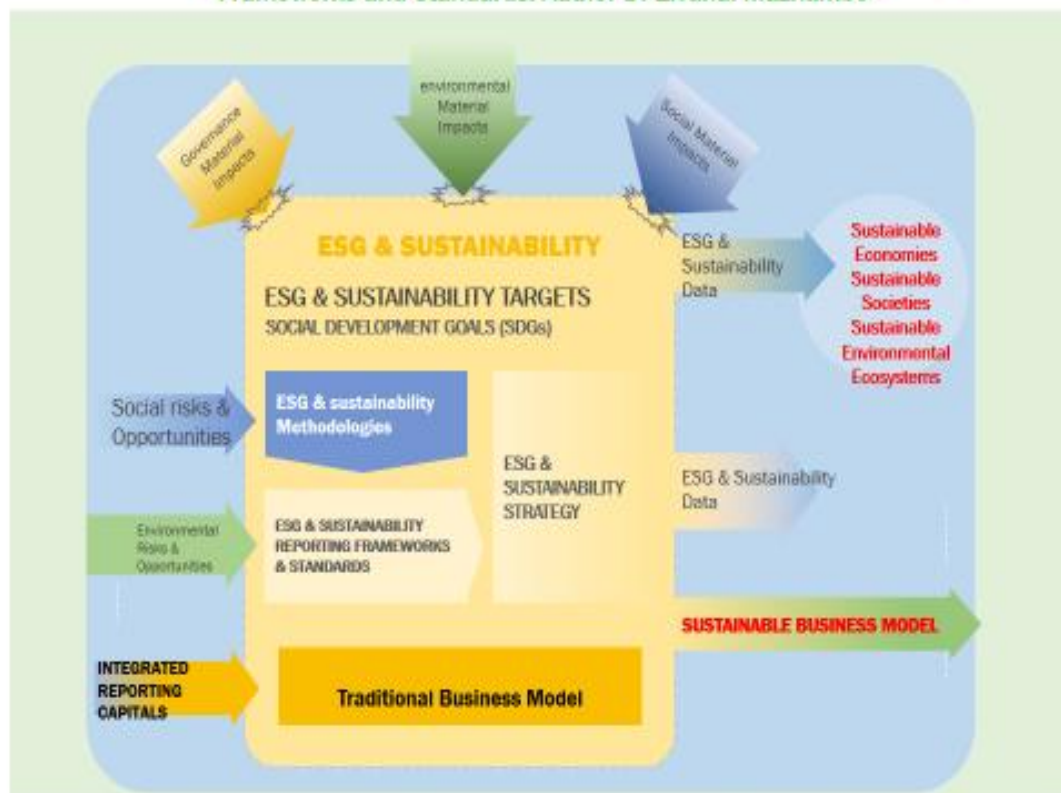 environmental
Material
Impacts
Governance
Material
Impacts
Social Material
Impacts
ESG & SUSTAINABILITY
ESG & SUSTAINABILITY TARGETS
SOCIAL DEVELOPMENT GOALS (SDGs)
ESG &
Sustainability
Data
Sustainable
Economies
Sustainable
Societies
Sustainable
Environmental
Ecosystems
Social risks &
Opportunities
ESG & sustainability
Methodologies
ESG &
SUSTAINABILITY
STRATEGY
ESG & Sustainability
Data
Environmental
Risks &
Opportunities
ESG & SUSTAINABILITY
REPORTING FRAMEWORKS
& STANDARDS
SUSTAINABLE BUSINESS MODEL
INTEGRATED
REPORTING
CAPITALS
Traditional Business Model